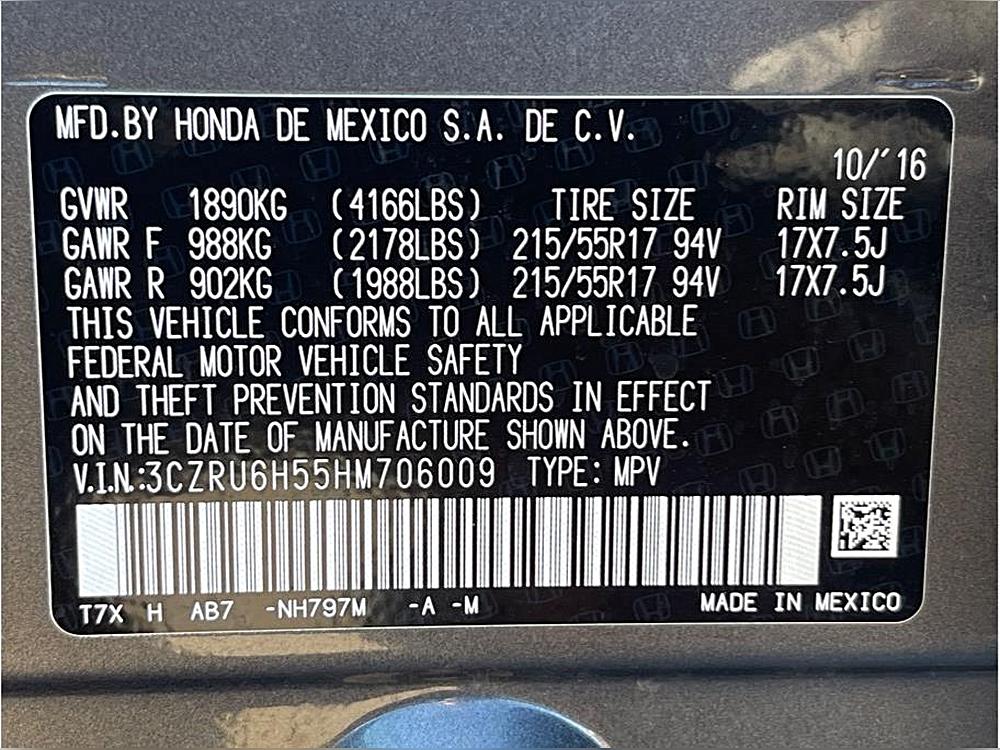 MFD.BY HONDA DE MEXICO S.A. DE C.V.
10/'16
GVWR 1890KG (4166LBS) TIRE SIZE RIM SIZE
GAWR F 988KG (2178LBS) 215/55R17 94V 17X7.5J
GAWR R 902KG (1988LBS) 215/55R17 94V 17X7.5J
THIS VEHICLE CONFORMS TO ALL APPLICABLE
FEDERAL MOTOR VEHICLE SAFETY
AND THEFT PREVENTION STANDARDS IN EFFECT
ON THE DATE OF MANUFACTURE SHOWN ABOVE.
V.I.N.:3CZRU6H55HM706009 TYPE: MPV
T7X H AB7 -NH797M -A -M MADE IN MEXICO